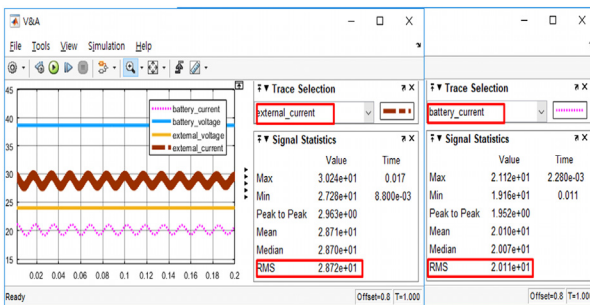 V&A
File Tools View Simulation Help
45
40
35
30
25
20
15
0.02 0.04 0.06 0.08 0.1 0.12 0.14 0.16 0.18 0.2
battery_current
battery_voltage
external_voltage
external_current
Ready
Offset=0.8 T=1.000
Trace Selection
external_current
Signal Statistics
Value Time
Max 3.024e+01 0.017
Min 2.728e+01 8.800e-03
Peak to Peak 2.963e+00
Mean 2.871e+01
Median 2.870e+01
RMS 2.872e+01
Trace Selection
battery_current
Signal Statistics
Value Time
Max 2.112e+01 2.280e-03
Min 1.916e+01 0.011
Peak to Peak 1.952e+00
Mean 2.010e+01
Median 2.007e+01
RMS 2.011e+01
Offset=0.8 T=1.000